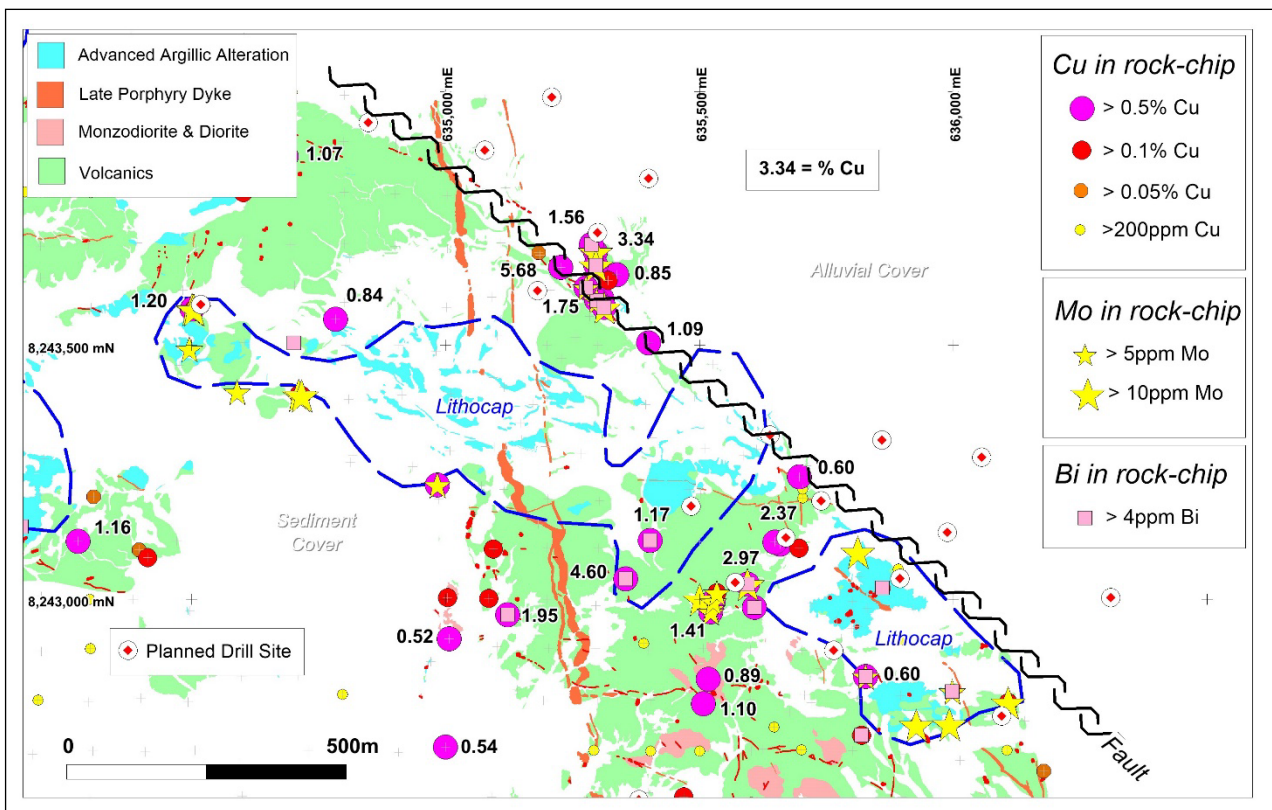 Advanced Argillic Alteration
Late Porphyry Dyke
Monzodiorite & Diorite
Volcanics
635,000 mE
635,500 mE
636,000 mE
3.34 = % Cu
Cu in rock-chip
> 0.5% Cu
> 0.1% Cu
> 0.05% Cu
>200ppm Cu
Mo in rock-chip
> 5ppm Mo
> 10ppm Mo
Bi in rock-chip
> 4ppm Bi
1.07
1.56
3.34
5.68
0.85
Alluvial Cover
1.20
0.84
1.75
1.09
8,243,500 mN
Lithocap
0.60
Sediment
Cover
1.16
1.17
2.37
4.60
2.97
8,243,000 mN
1.95
1.41
Lithocap
0.52
Planned Drill Site
0.89
0.60
1.10
0.54
0
500m
Fault